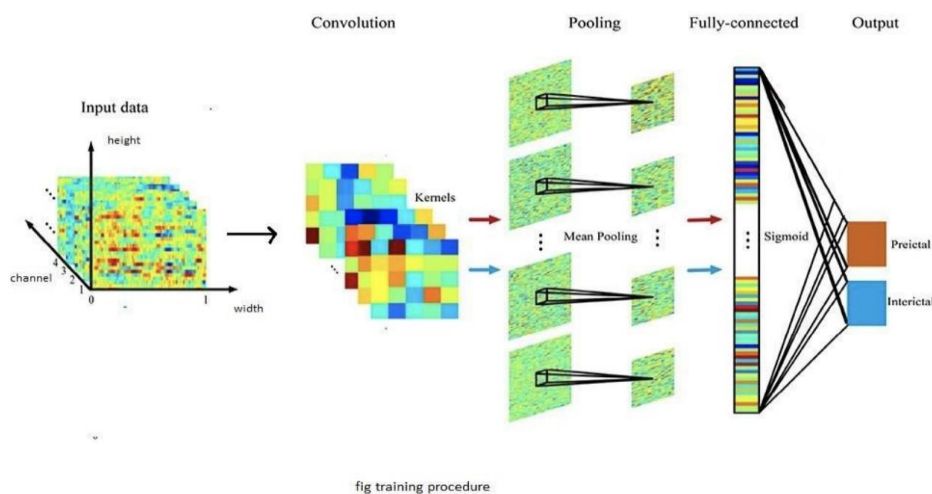 Convolution
Pooling
Fully-connected
Output
Input data
height
Kernels
Mean Pooling
Sigmoid
Preictal
Interictal
channel
4
3
2
1
0
1
width
fig training procedure